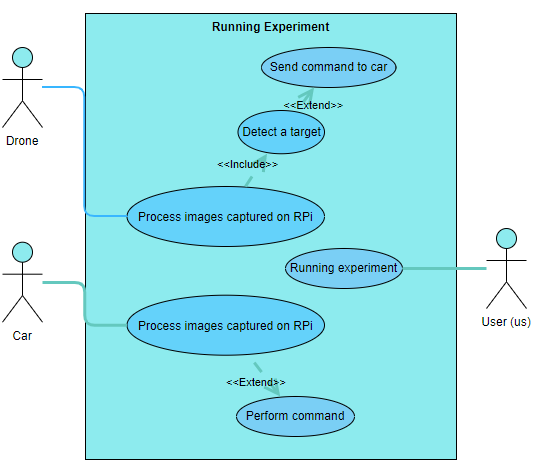 Running Experiment
Send command to car
<<Extend>>
Detect a target
<<Include>>
Drone
Process images captured on RPi
Running experiment
User (us)
Car
Process images captured on RPi
<<Extend>>
Perform command